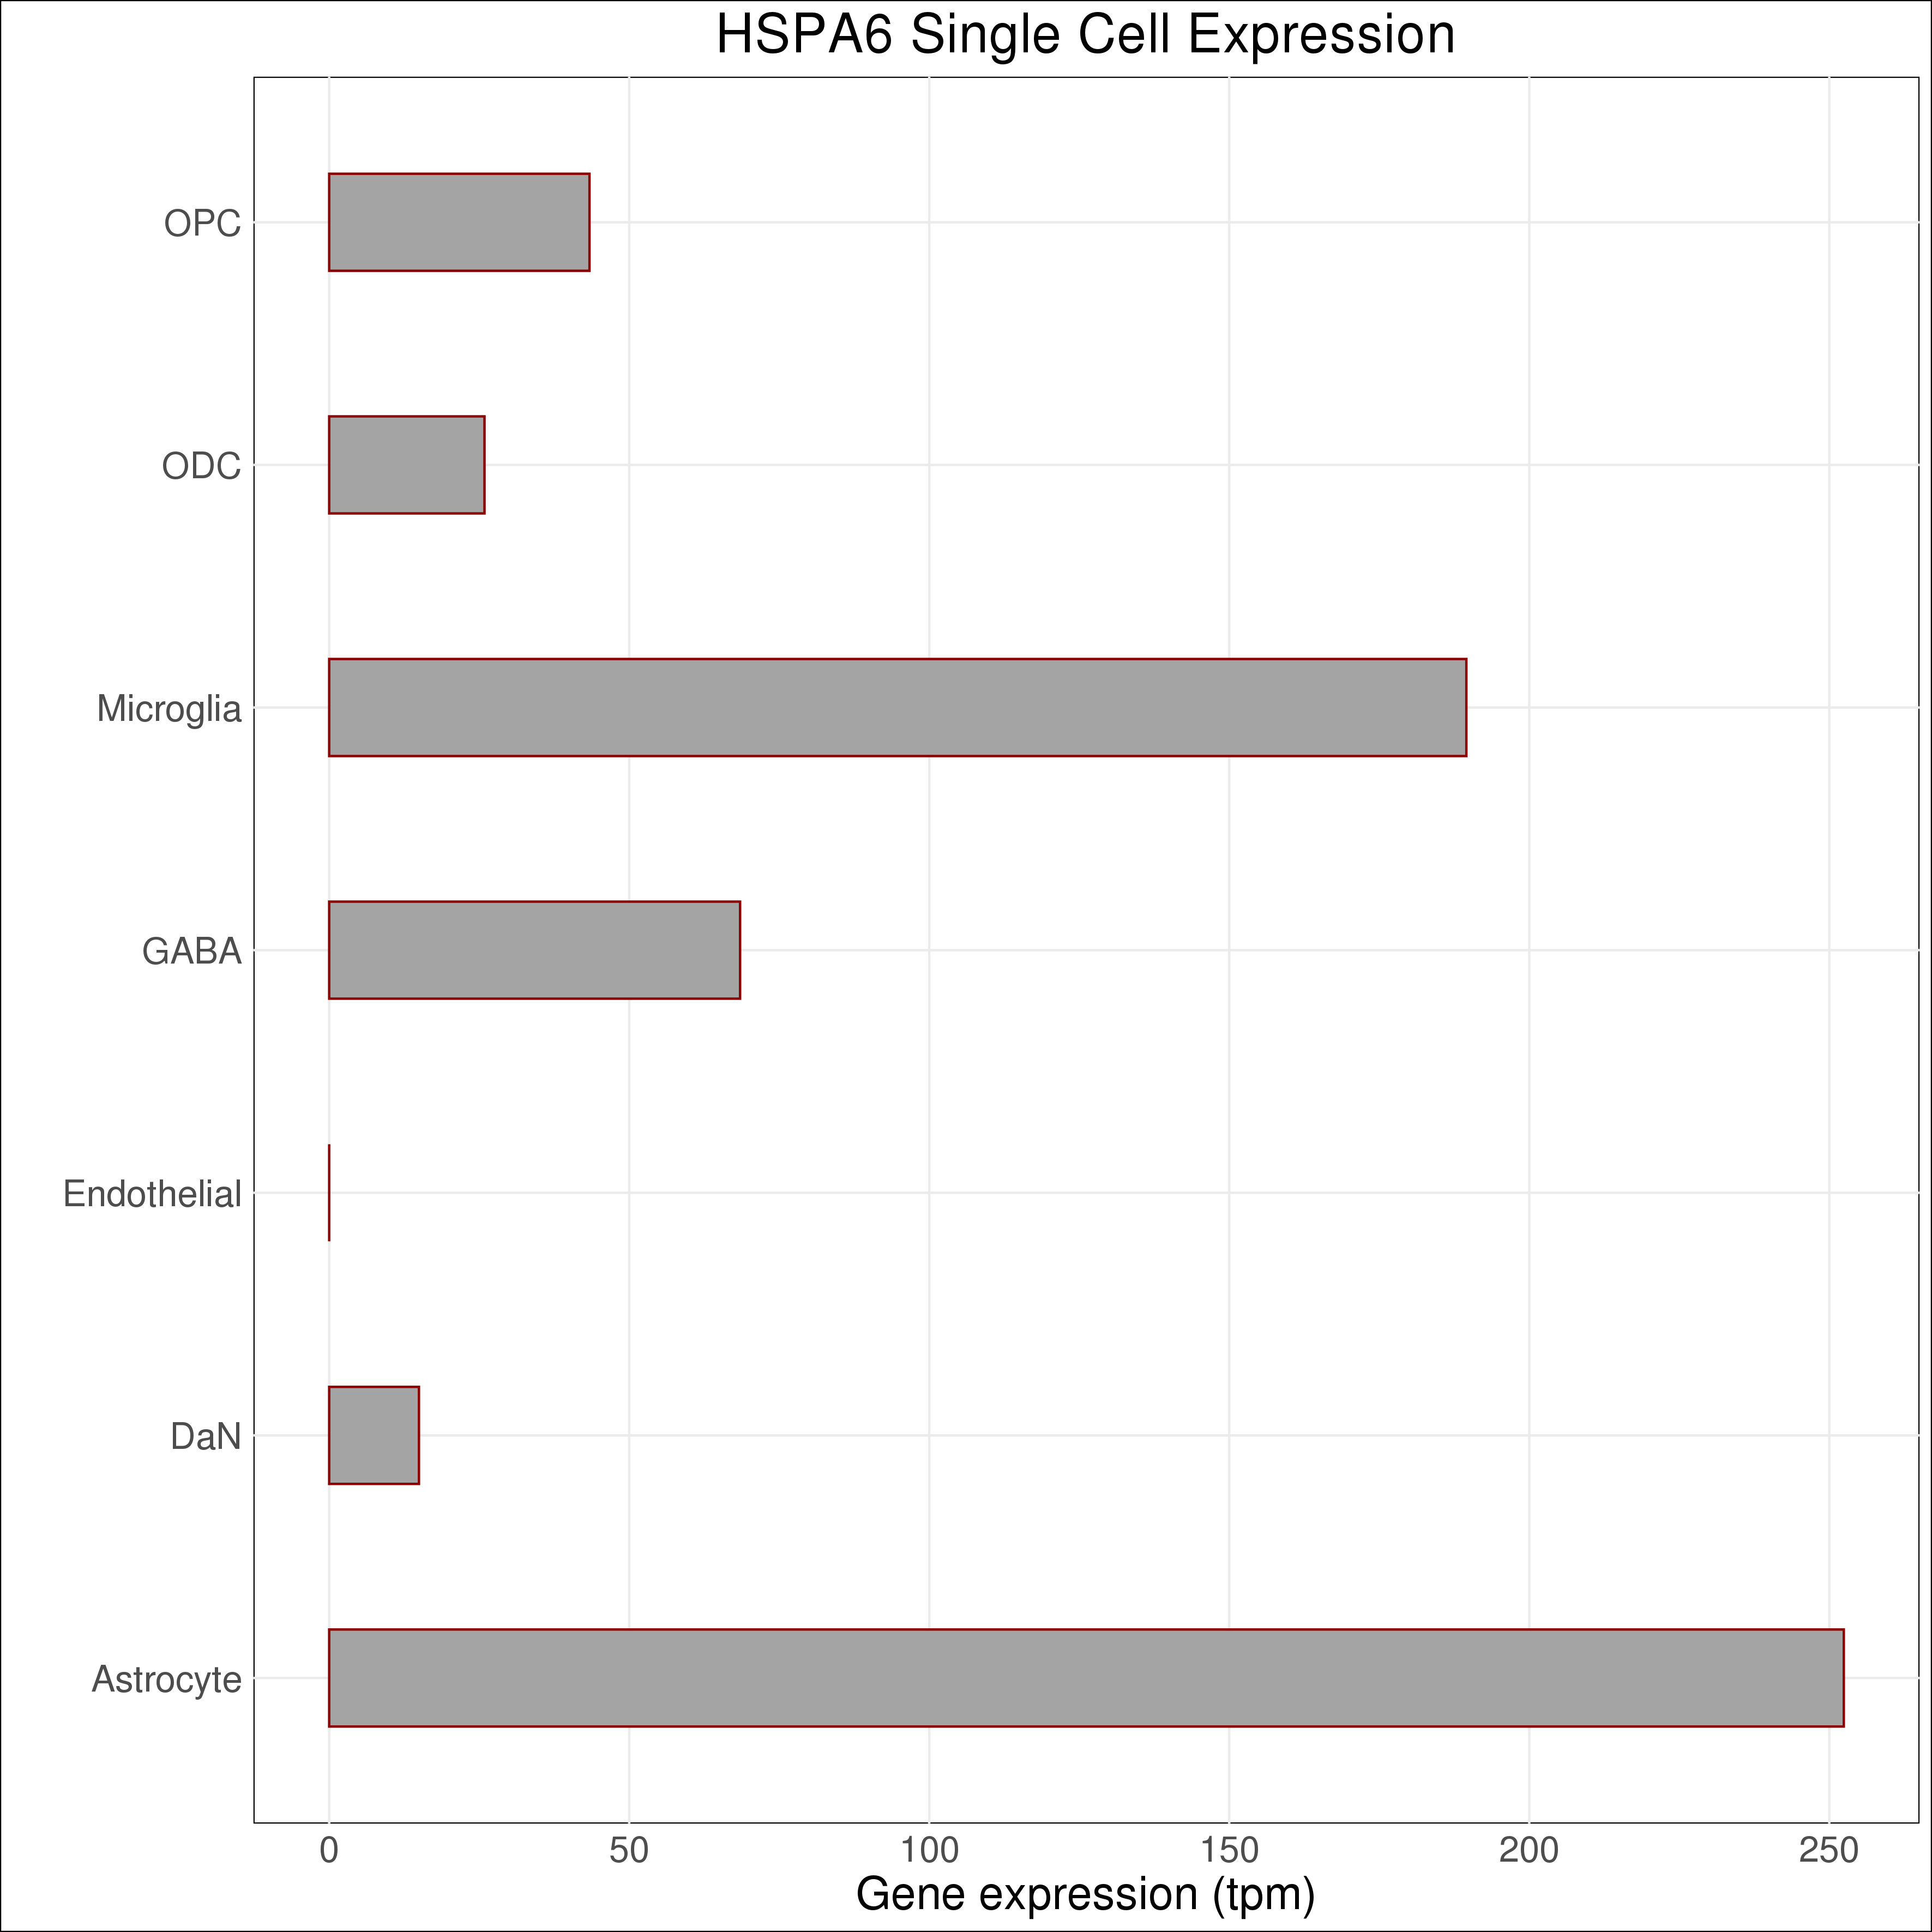 HSPA6 Single Cell Expression
OPC
ODC
Microglia
GABA
Endothelial
DaN
Astrocyte
0 50 100 150 200 250
Gene expression (tpm)